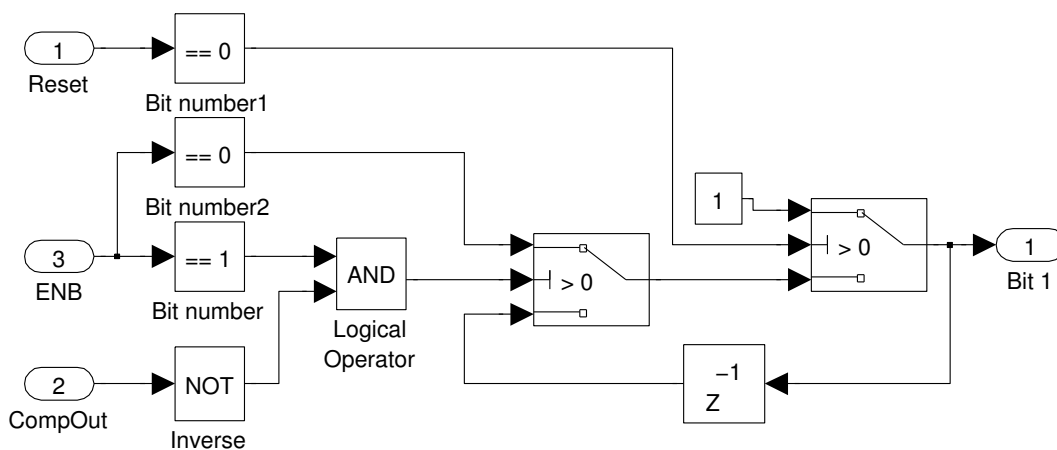 1
Reset
== 0
Bit number1
== 0
Bit number2
3
ENB
== 1
Bit number
AND
Logical
Operator
2
CompOut
NOT
Inverse
> 0
1
> 0
1
Bit 1
−1
Z